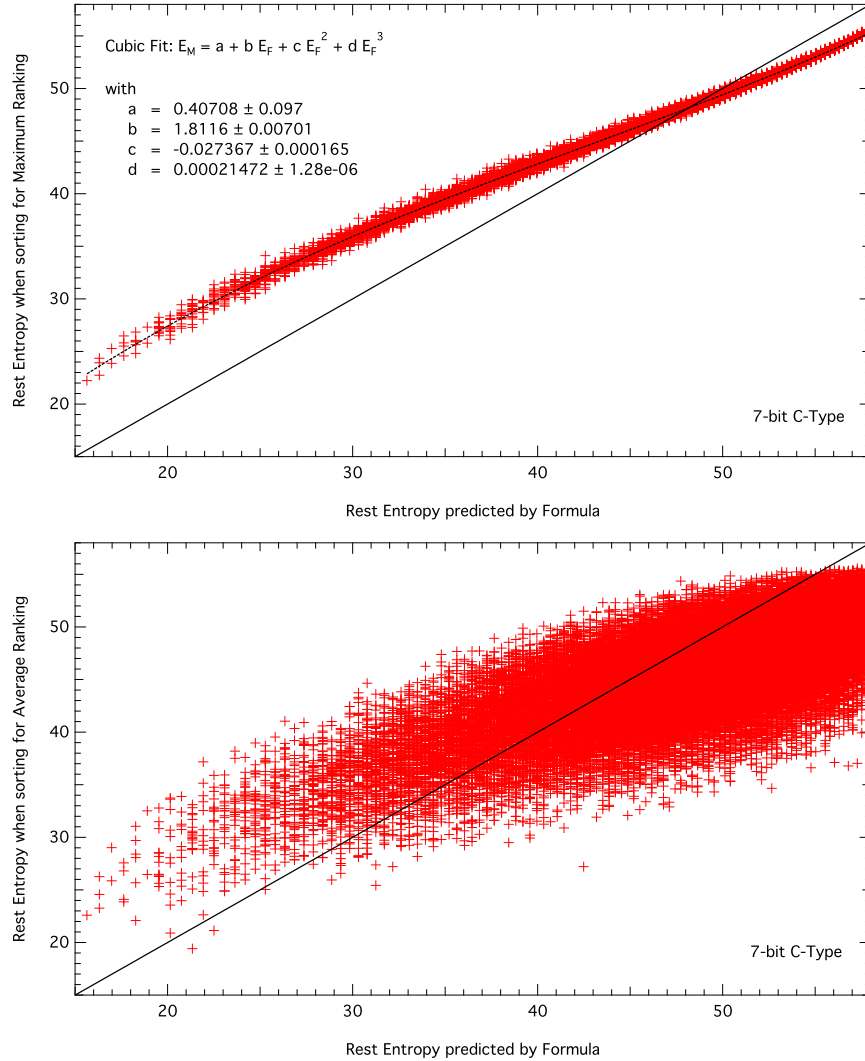 Cubic Fit: E_M = a + b E_F + c E_F^2 + d E_F^3
with
a = 0.40708 ± 0.097
b = 1.8116 ± 0.00701
c = -0.027367 ± 0.000165
d = 0.00021472 ± 1.28e-06
Rest Entropy when sorting for Maximum Ranking
50
40
30
20
7-bit C-Type
20 30 40 50
Rest Entropy predicted by Formula
Rest Entropy when sorting for Average Ranking
50
40
30
20
7-bit C-Type
20 30 40 50
Rest Entropy predicted by Formula